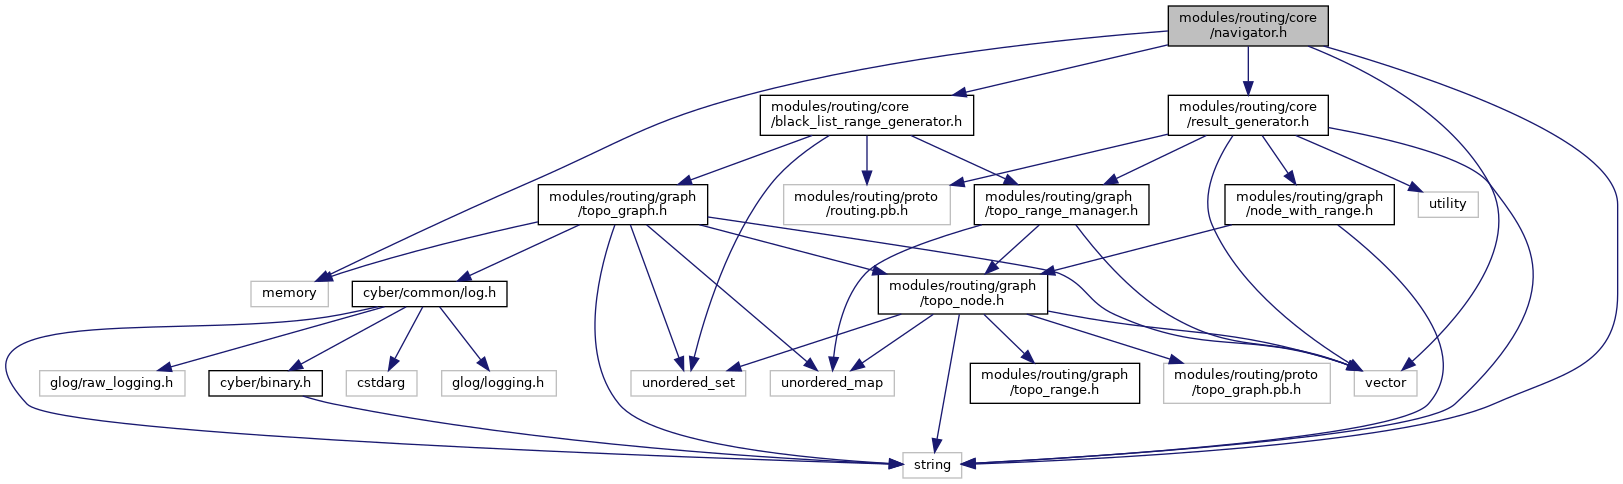 modules/routing/core
/navigator.h
modules/routing/core
/black_list_range_generator.h
modules/routing/core
/result_generator.h
modules/routing/graph
/topo_graph.h
modules/routing/proto
/routing.pb.h
modules/routing/graph
/topo_range_manager.h
modules/routing/graph
/node_with_range.h
utility
memory
cyber/common/log.h
modules/routing/graph
/topo_node.h
glog/raw_logging.h
cyber/binary.h
cstdarg
glog/logging.h
unordered_set
unordered_map
modules/routing/graph
/topo_range.h
modules/routing/proto
/topo_graph.pb.h
vector
string